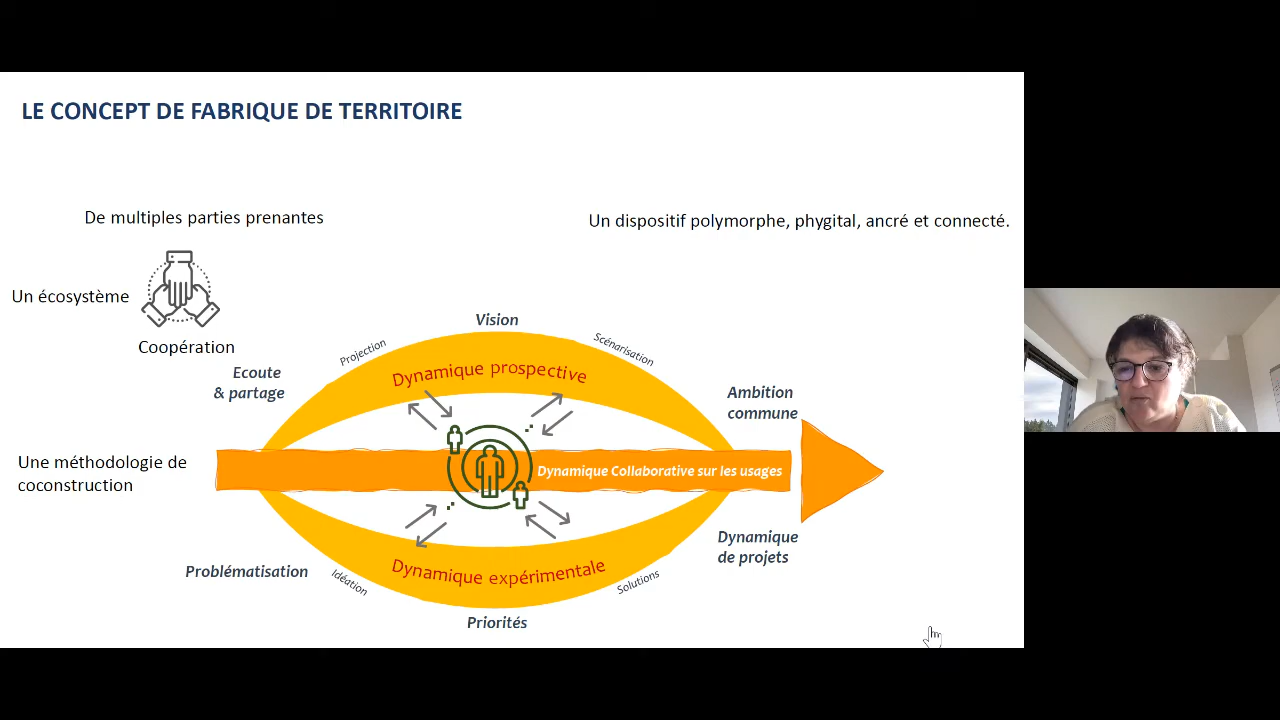 LE CONCEPT DE FABRIQUE DE TERRITOIRE
De multiples parties prenantes
Un dispositif polymorphe, phygital, ancré et connecté.
Un écosystème
Coopération
Vision
Projection
Scénarisation
Ecoute
& partage
Dynamique prospective
Ambition
commune
Une méthodologie de
coconstruction
Dynamique Collaborative sur les usages
Dynamique
de projets
Problématisation
Idéation
Dynamique expérimentale
Solutions
Priorités